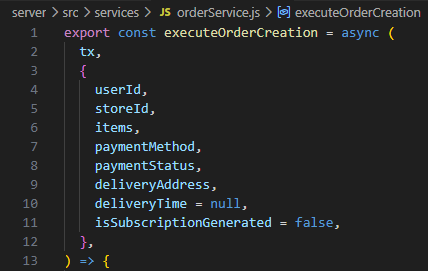 server > src > services > JS orderService.js > executeOrderCreation
1 export const executeOrderCreation = async (
2 tx,
3 {
4 userId,
5 storeId,
6 items,
7 paymentMethod,
8 paymentStatus,
9 deliveryAddress,
10 deliveryTime = null,
11 isSubscriptionGenerated = false,
12 },
13 ) => {